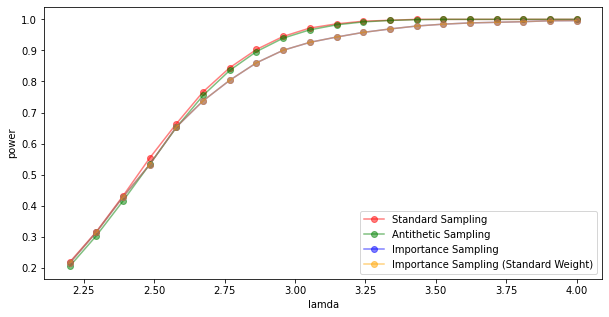 1.0
0.9
0.8
0.7
0.6
0.5
0.4
0.3
0.2
power
2.25 2.50 2.75 3.00 3.25 3.50 3.75 4.00
lamda
Standard Sampling
Antithetic Sampling
Importance Sampling
Importance Sampling (Standard Weight)